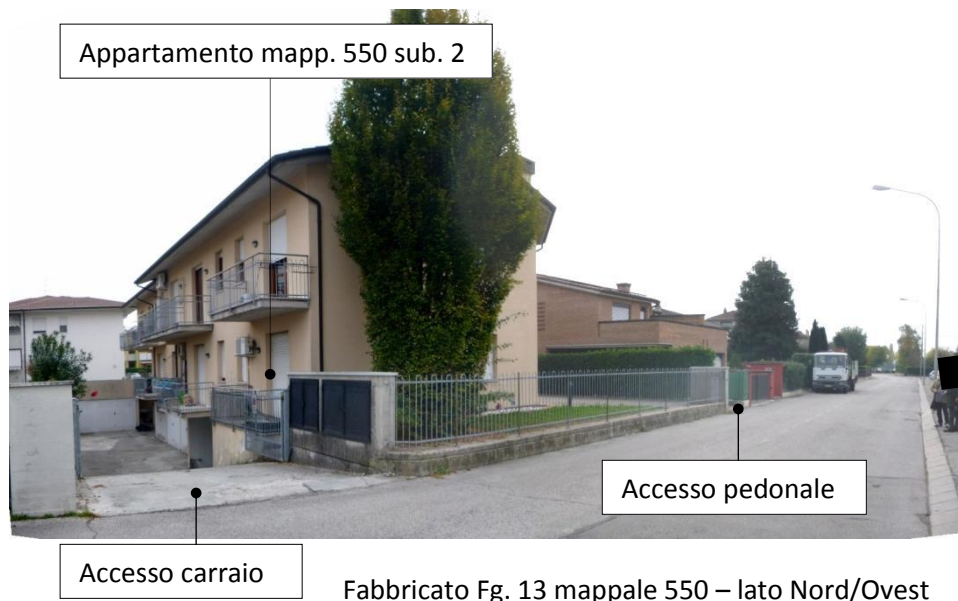 Appartamento mapp. 550 sub. 2
Accesso pedonale
Accesso carraio
Fabbricato Fg. 13 mappale 550 – lato Nord/Ovest